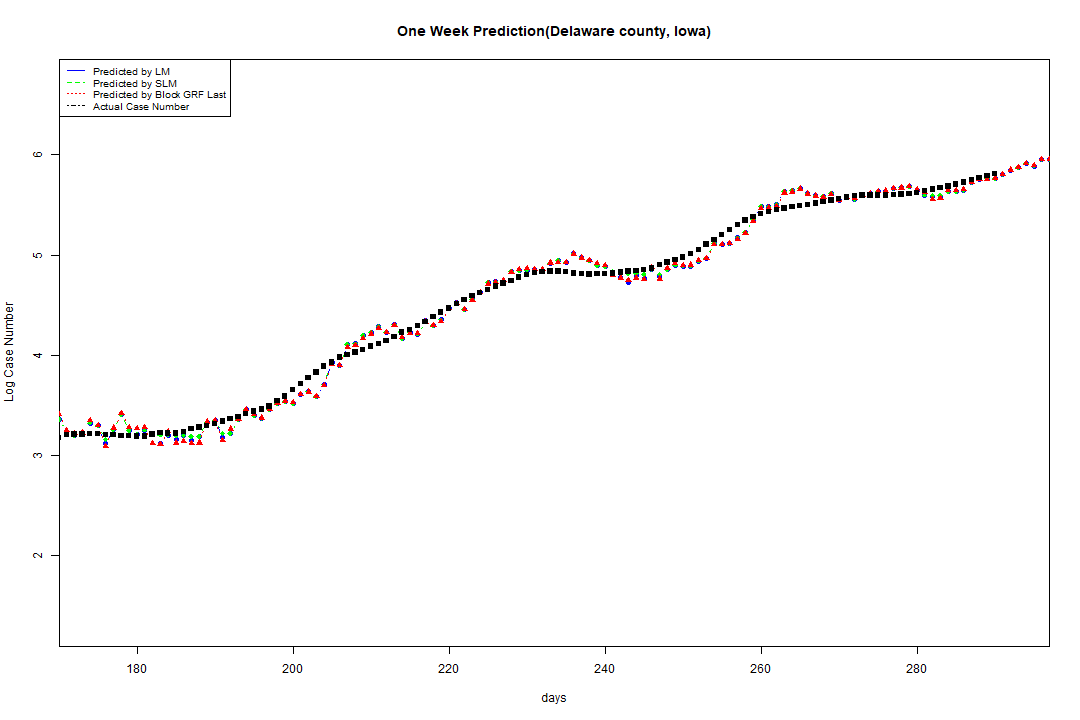 One Week Prediction(Delaware county, Iowa)
Predicted by LM
Predicted by SLM
Predicted by Block GRF Last
Actual Case Number
6
5
4
3
2
Log Case Number
180 200 220 240 260 280
days